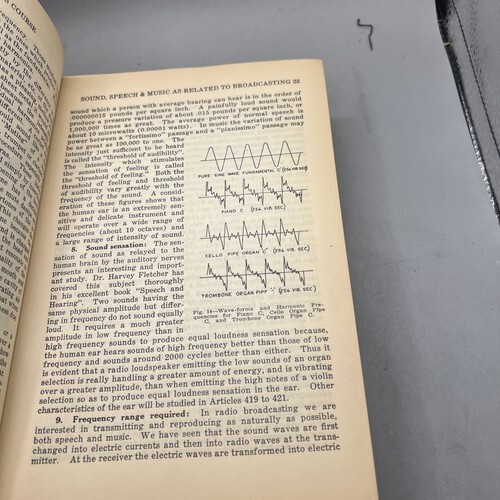 S COURSE
SOUND, SPEECH & MUSIC AS RELATED TO BROADCASTING 23
sound which a person with average hearing can hear is in the order of
.00000015 pounds per square inch. A painfully loud sound would
produce a pressure variation of about .015 pounds per square inch, or
1,000,000 times as great. The average power of normal speech is
about 10 microwatts (0.00001 watts). In music the variation of sound
power between a "fortissimo" passage and a "pianissimo" passage may
be as great as 100,000 to one. The
intensity just sufficient to be heard
is called the "threshold of audibility".
The intensity which stimulates
the sensation of feeling is called
the "threshold of feeling." Both the
threshold of feeling and threshold
of audibility vary greatly with the
frequency of the sound. A consid-
eration of these figures shows that
the human ear is an extremely sen-
sitive and delicate instrument and
will operate over a wide range of
frequencies (about 10 octaves) and
a large range of intensity of sound.
8. Sound sensation: The sen-
sation of sound as relayed to the
human brain by the auditory nerves
presents an interesting and import-
ant study. Dr. Harvey Fletcher has
covered this subject thoroughly
in his excellent book "Speech and
Hearing". Two sounds having the
same physical amplitude but differ-
ing in frequency do not sound equally
loud. It requires a much greater
amplitude in low frequency than in
PURE SINE WAVE FUNDAMENTAL C (256 VIB SEC)
PIANO C (256 VIB. SEC)
CELLO PIPE ORGAN "C" (256 VIB. SEC)
TROMBONE ORGAN PIPE "C" (256 VIB. SEC)
Fig. 14—Wave-forms and Harmonic Fre-
quencies for Piano C, Cello Organ Pipe
C, and Trombone Organ Pipe C.
high frequency sounds to produce equal loudness sensation because,
the human ear hears sounds of high frequency better than those of low
frequency and sounds around 2000 cycles better than either. Thus it
is evident that a radio loudspeaker emitting the low sounds of an organ
selection is really handling a greater amount of energy, and is vibrating
over a greater amplitude, than when emitting the high notes of a violin
selection so as to produce equal loudness sensation in the ear. Other
characteristics of the ear will be studied in Articles 419 to 421.
9. Frequency range required: In radio broadcasting we are
interested in transmitting and reproducing as naturally as possible,
both speech and music. We have seen that the sound waves are first
changed into electric currents and then into radio waves at the trans-
mitter. At the receiver the electric waves are transformed into electric